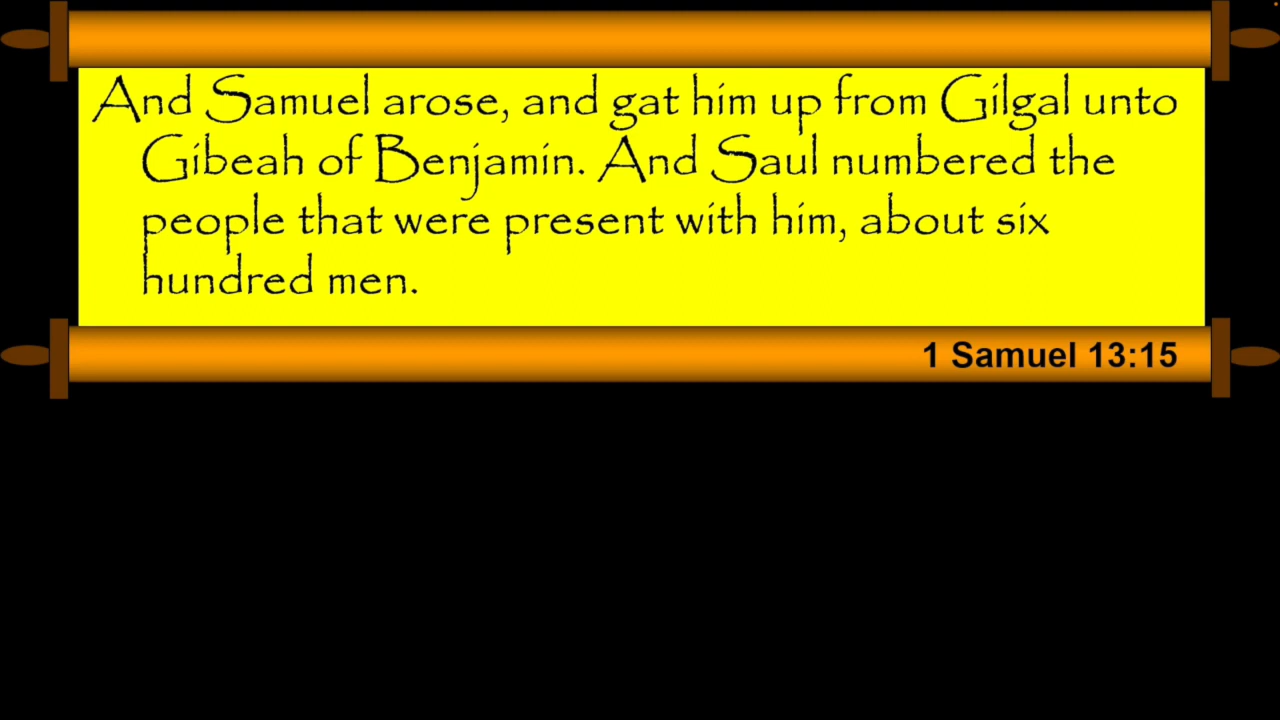 And Samuel arose, and gat him up from Gilgal unto
Gibeah of Benjamin. And Saul numbered the
people that were present with him, about six
hundred men.
1 Samuel 13:15